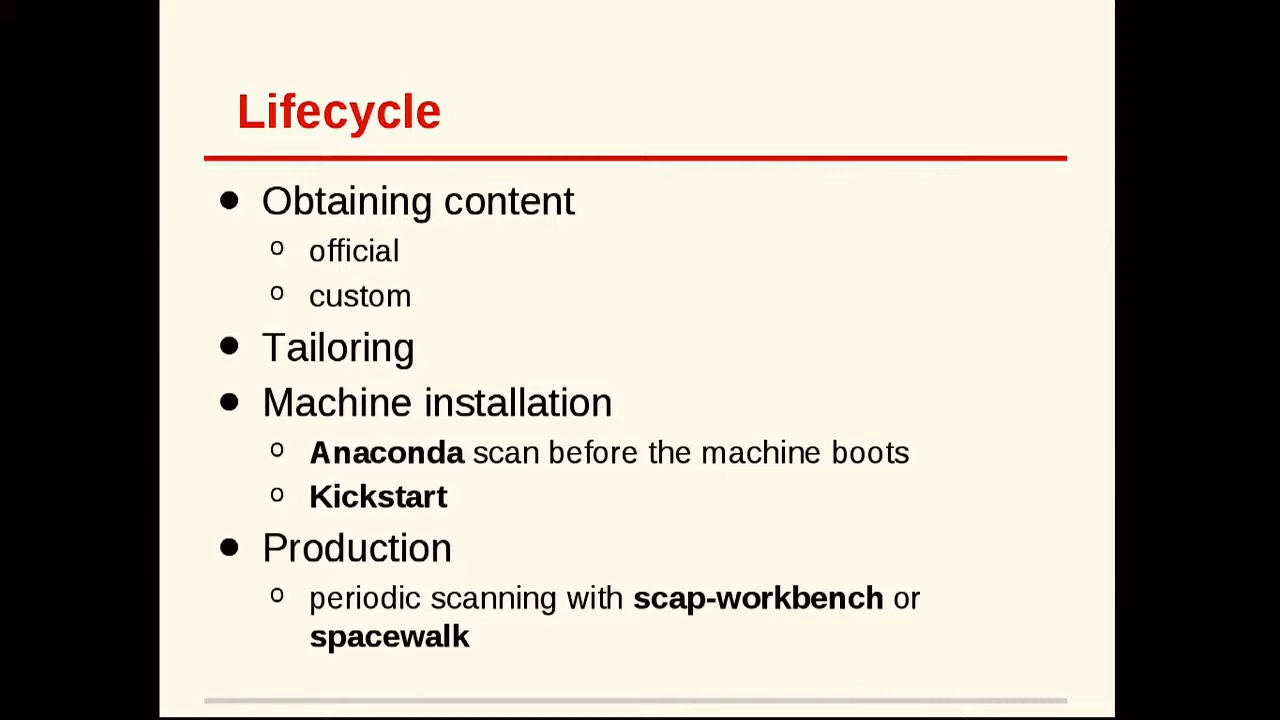 Lifecycle
● Obtaining content
o official
o custom
● Tailoring
● Machine installation
o Anaconda scan before the machine boots
o Kickstart
● Production
o periodic scanning with scap-workbench or
spacewalk